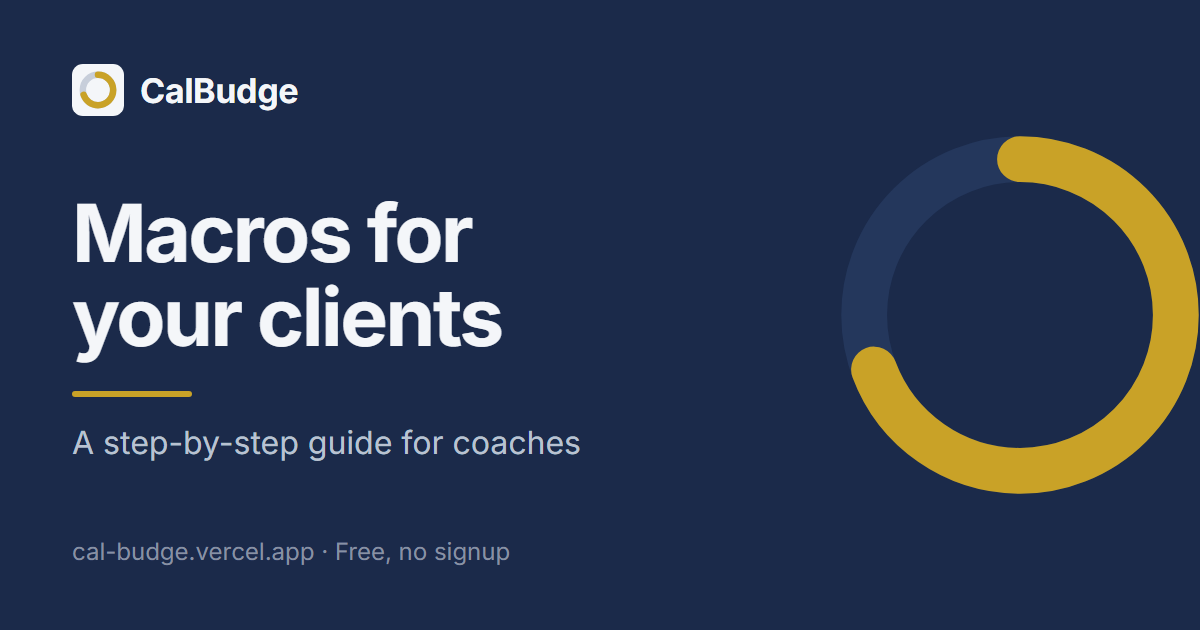 CalBudge
Macros for
your clients
A step-by-step guide for coaches
cal-budge.vercel.app · Free, no signup